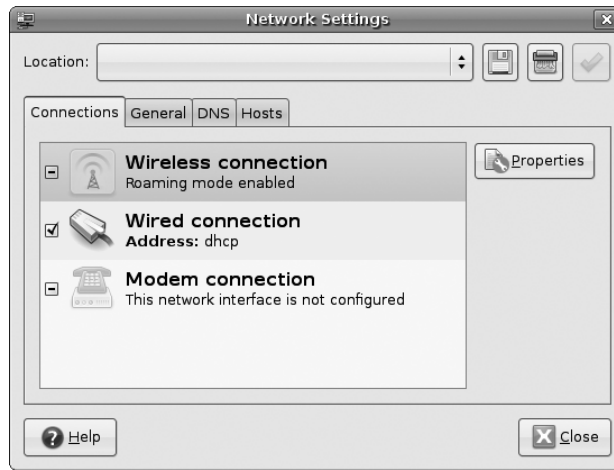 Network Settings
Location:
Connections General DNS Hosts
Wireless connection
Roaming mode enabled
Properties
Wired connection
Address: dhcp
Modem connection
This network interface is not configured
Help
Close